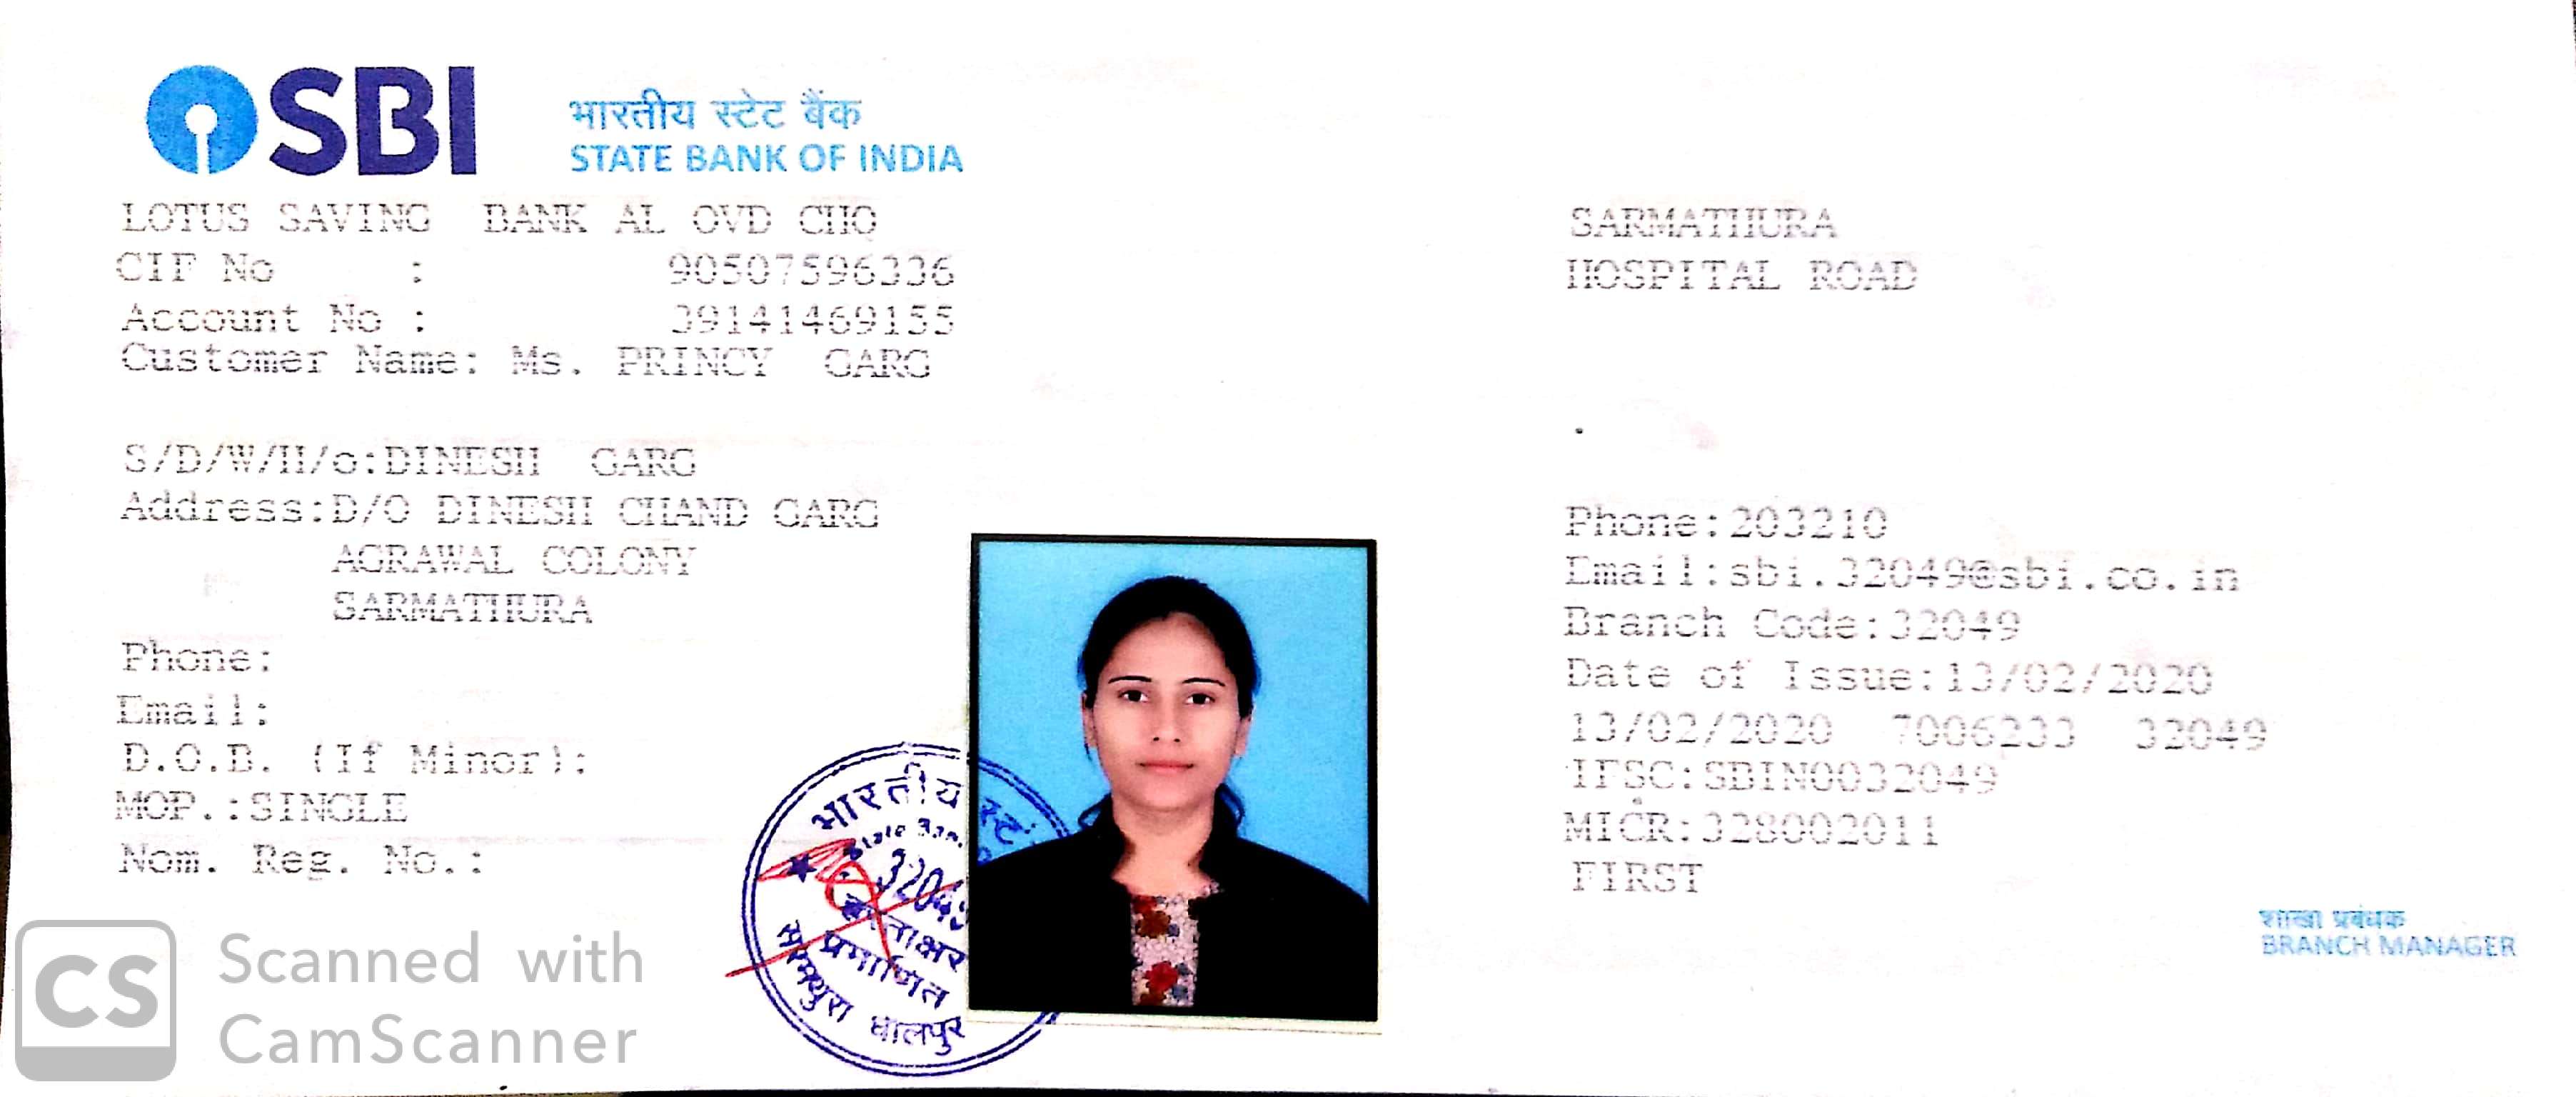 SBI
भारतीय स्टेट बैंक
STATE BANK OF INDIA
LOTUS SAVING BANK AL OVD CHQ
CIF No : 90507596336
Account No : 39141469155
Customer Name: Ms. PRINCY GARG
S/D/W/H/o:DINESH GARG
Address:D/O DINESH CHAND GARG
AGRAWAL COLONY
SARMATHURA
Phone:
Email:
D.O.B. (If Minor):
MOP.:SINGLE
Nom. Reg. No.:
SARMATHURA
HOSPITAL ROAD
.
Phone:203210
Email:sbi.32049@sbi.co.in
Branch Code:32049
Date of Issue:13/02/2020
13/02/2020 7006233 32049
IFSC:SBIN0032049
MICR:328002011
FIRST
शाखा प्रबंधक
BRANCH MANAGER
भारतीय स्टे
State Ban
32049
प्रमाणित
सरमथुरा धौलपुर
CS
Scanned with
CamScanner